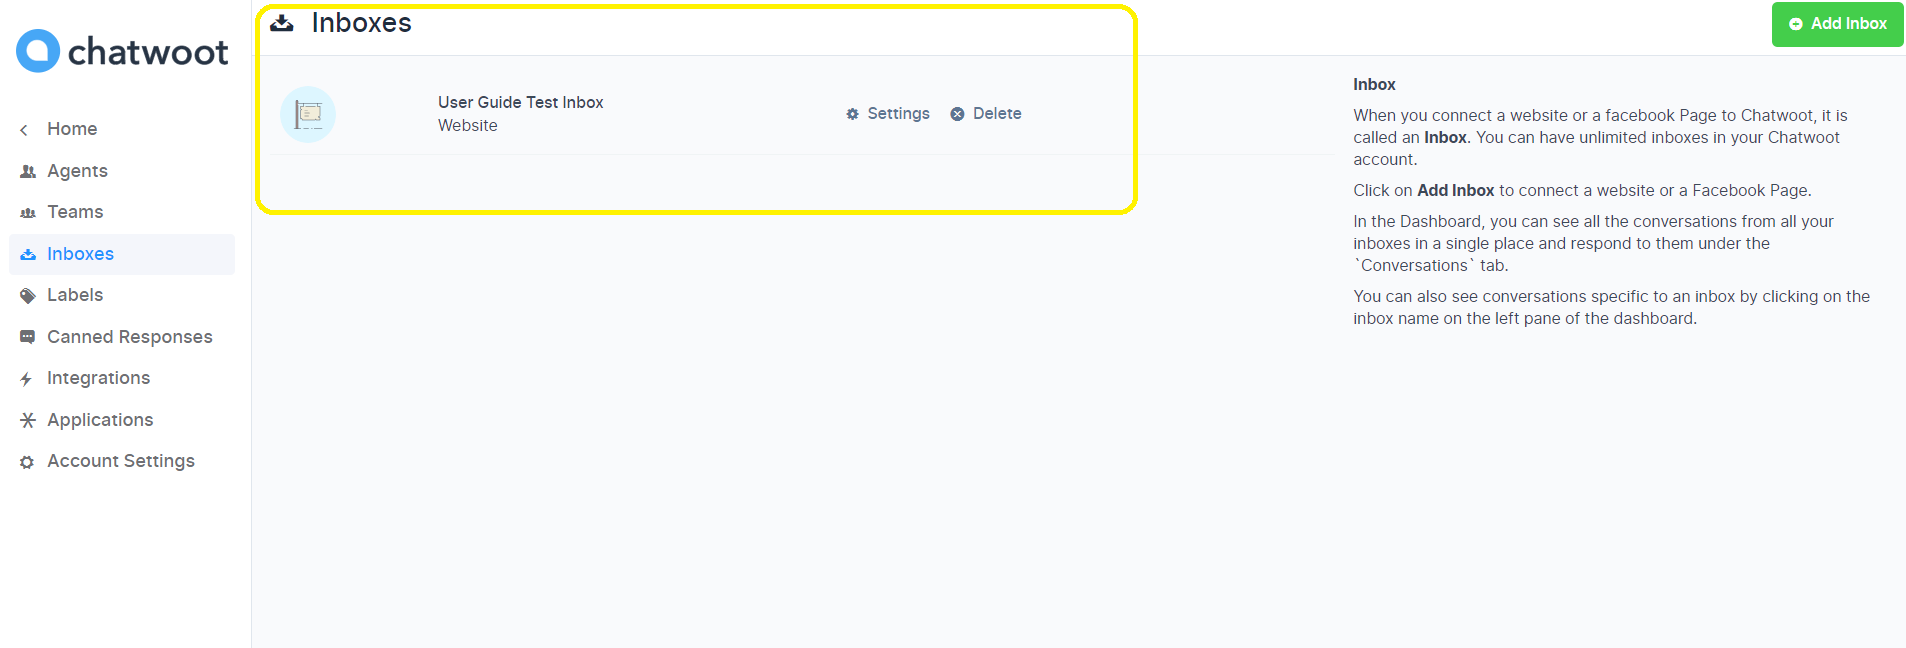 chatwoot
Home
Agents
Teams
Inboxes
Labels
Canned Responses
Integrations
Applications
Account Settings
Inboxes
Add Inbox
User Guide Test Inbox
Website
Settings
Delete
Inbox
When you connect a website or a facebook Page to Chatwoot, it is
called an Inbox. You can have unlimited inboxes in your Chatwoot
account.
Click on Add Inbox to connect a website or a Facebook Page.
In the Dashboard, you can see all the conversations from all your
inboxes in a single place and respond to them under the
`Conversations` tab.
You can also see conversations specific to an inbox by clicking on the
inbox name on the left pane of the dashboard.